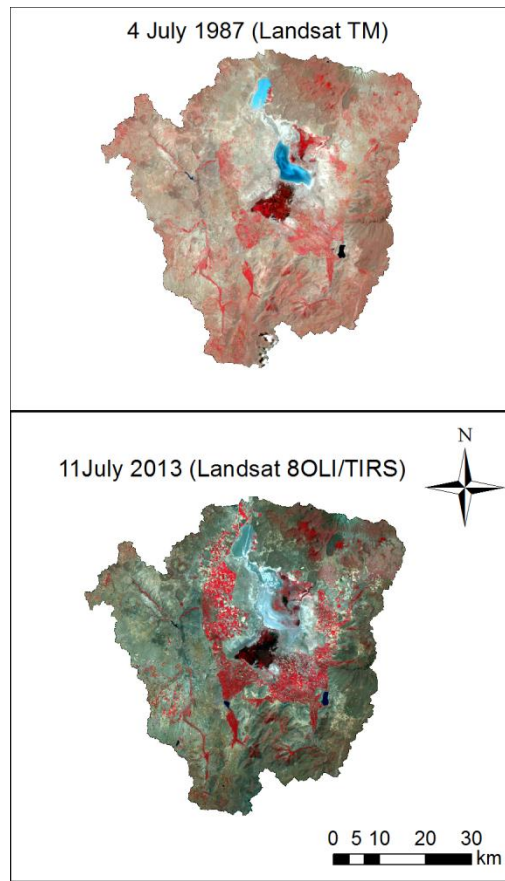 4 July 1987 (Landsat TM)
11July 2013 (Landsat 8OLI/TIRS)
N
0 5 10 20 30
km